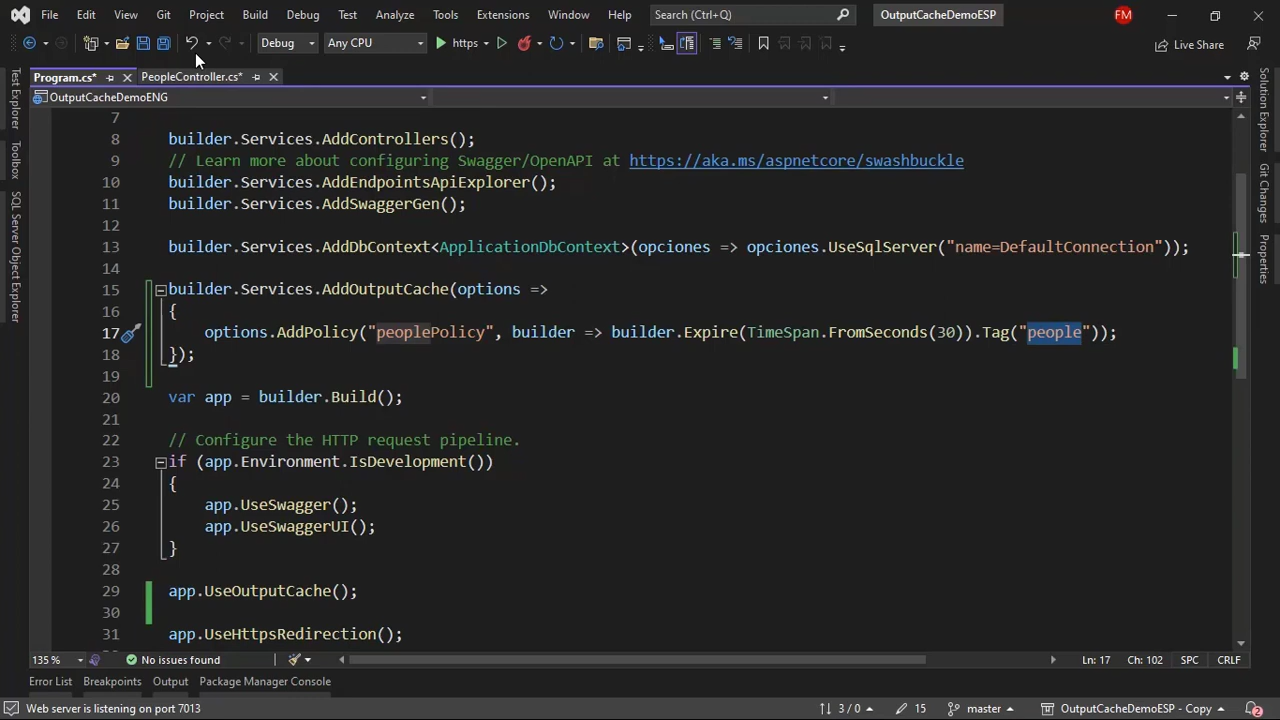 File Edit View Git Project Build Debug Test Analyze Tools Extensions Window Help Search (Ctrl+Q) OutputCacheDemoESP FM
Debug Any CPU https Live Share
Program.cs* PeopleController.cs*
OutputCacheDemoENG
Test Explorer
Toolbox
SQL Server Object Explorer
7
8 builder.Services.AddControllers();
9 // Learn more about configuring Swagger/OpenAPI at https://aka.ms/aspnetcore/swashbuckle
10 builder.Services.AddEndpointsApiExplorer();
11 builder.Services.AddSwaggerGen();
12
13 builder.Services.AddDbContext<ApplicationDbContext>(opciones => opciones.UseSqlServer("name=DefaultConnection"));
14
15 builder.Services.AddOutputCache(options =>
16 {
17 options.AddPolicy("peoplePolicy", builder => builder.Expire(TimeSpan.FromSeconds(30)).Tag("people"));
18 });
19
20 var app = builder.Build();
21
22 // Configure the HTTP request pipeline.
23 if (app.Environment.IsDevelopment())
24 {
25 app.UseSwagger();
26 app.UseSwaggerUI();
27 }
28
29 app.UseOutputCache();
30
31 app.UseHttpsRedirection();
Solution Explorer
Git Changes
Properties
135 % No issues found Ln: 17 Ch: 102 SPC CRLF
Error List Breakpoints Output Package Manager Console
Web server is listening on port 7013 3 / 0 15 master OutputCacheDemoESP - Copy 2